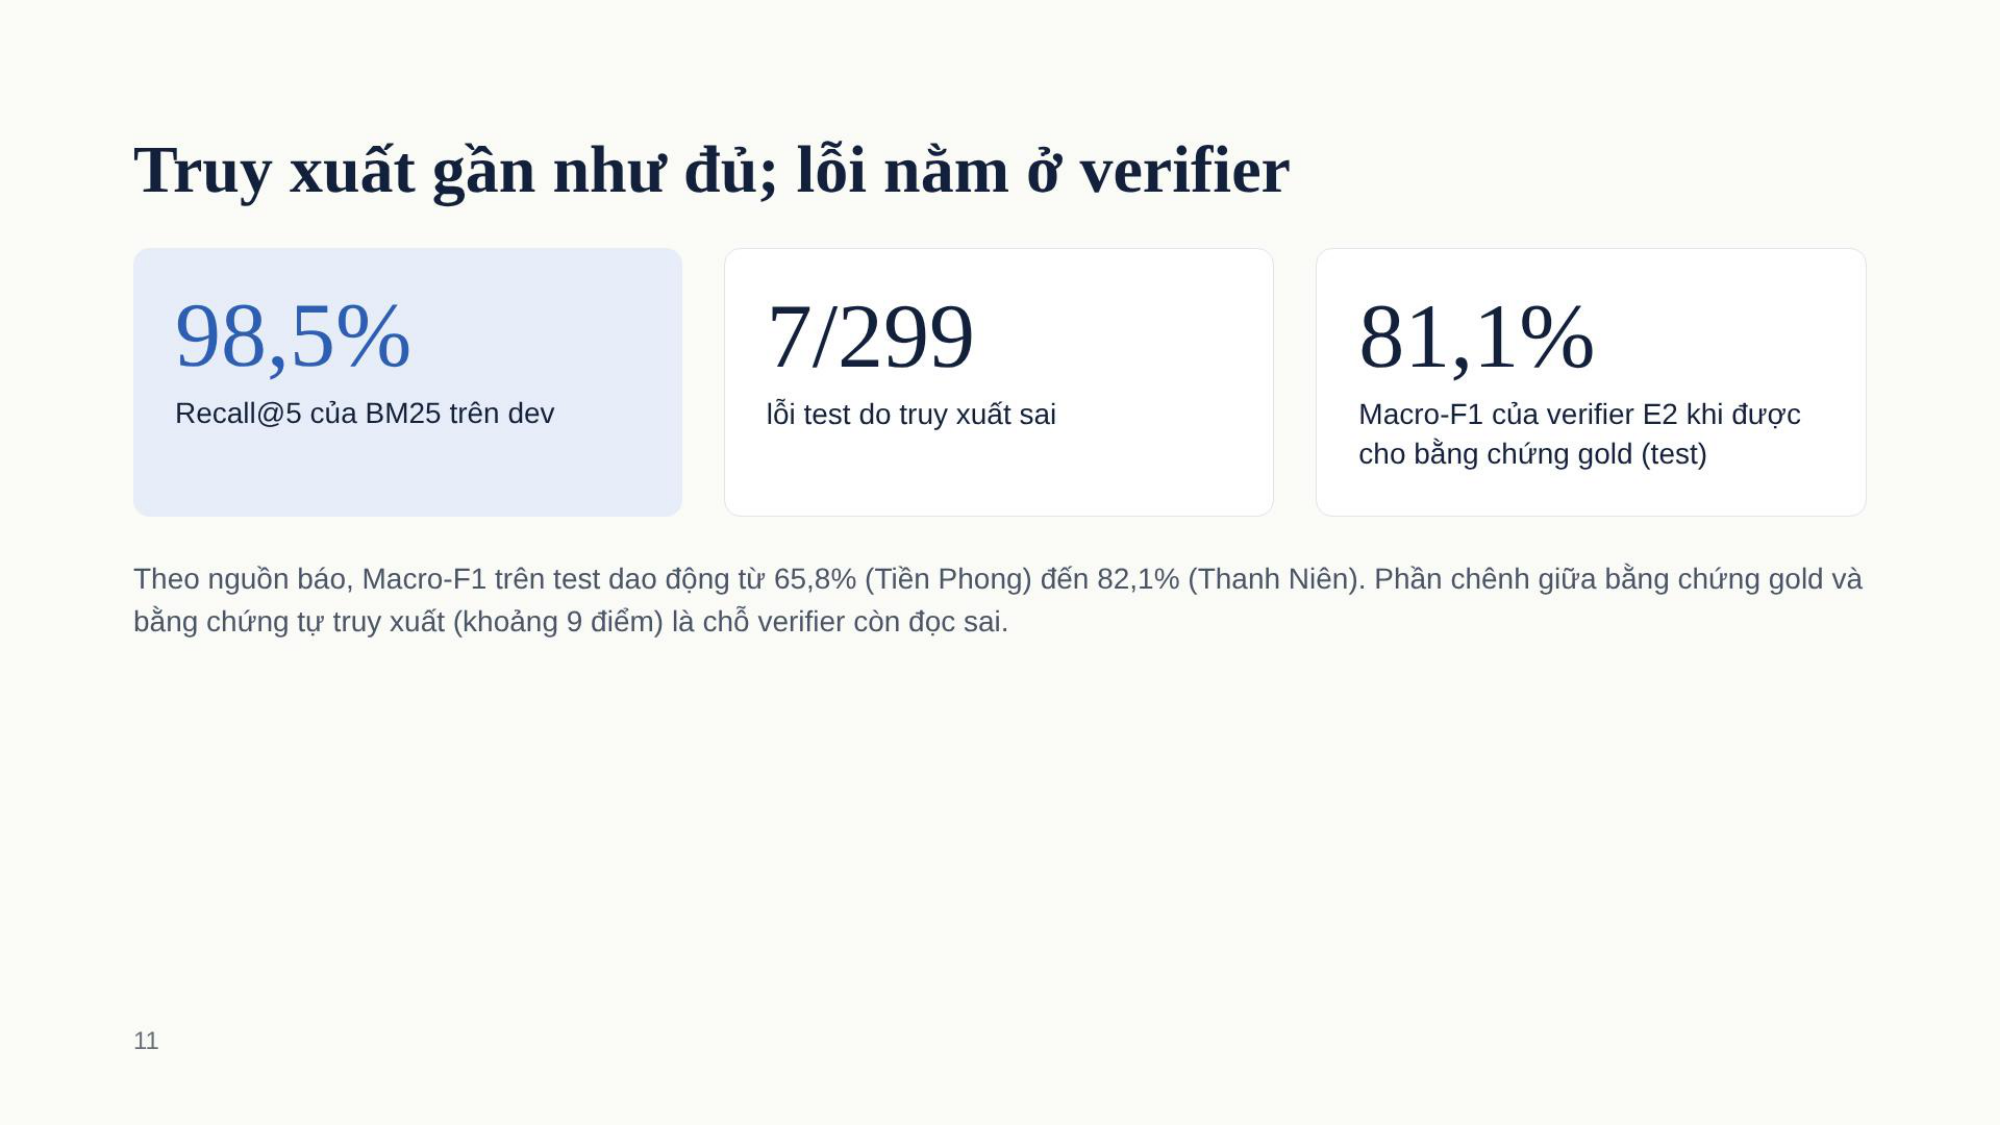 Truy xuất gần như đủ; lỗi nằm ở verifier
98,5%
Recall@5 của BM25 trên dev
7/299
lỗi test do truy xuất sai
81,1%
Macro-F1 của verifier E2 khi được
cho bằng chứng gold (test)
Theo nguồn báo, Macro-F1 trên test dao động từ 65,8% (Tiền Phong) đến 82,1% (Thanh Niên). Phần chênh giữa bằng chứng gold và
bằng chứng tự truy xuất (khoảng 9 điểm) là chỗ verifier còn đọc sai.
11